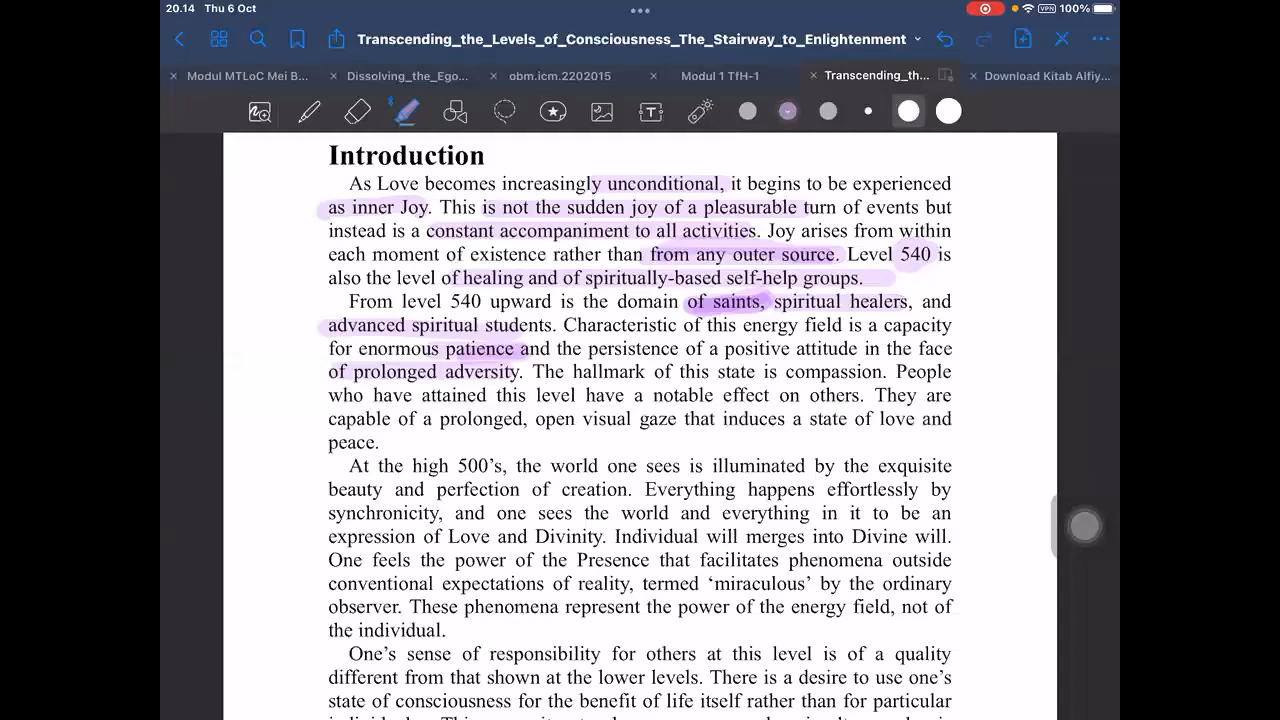 20.14 Thu 6 Oct
VPN 100%
Transcending_the_Levels_of_Consciousness_The_Stairway_to_Enlightenment
Modul MTLoC Mei B...
Dissolving_the_Ego...
obm.icm.2202015
Modul 1 TfH-1
Transcending_th...
Download Kitab Alfiy...
Introduction
As Love becomes increasingly unconditional, it begins to be experienced
as inner Joy. This is not the sudden joy of a pleasurable turn of events but
instead is a constant accompaniment to all activities. Joy arises from within
each moment of existence rather than from any outer source. Level 540 is
also the level of healing and of spiritually-based self-help groups.
From level 540 upward is the domain of saints, spiritual healers, and
advanced spiritual students. Characteristic of this energy field is a capacity
for enormous patience and the persistence of a positive attitude in the face
of prolonged adversity. The hallmark of this state is compassion. People
who have attained this level have a notable effect on others. They are
capable of a prolonged, open visual gaze that induces a state of love and
peace.
At the high 500’s, the world one sees is illuminated by the exquisite
beauty and perfection of creation. Everything happens effortlessly by
synchronicity, and one sees the world and everything in it to be an
expression of Love and Divinity. Individual will merges into Divine will.
One feels the power of the Presence that facilitates phenomena outside
conventional expectations of reality, termed ‘miraculous’ by the ordinary
observer. These phenomena represent the power of the energy field, not of
the individual.
One’s sense of responsibility for others at this level is of a quality
different from that shown at the lower levels. There is a desire to use one’s
state of consciousness for the benefit of life itself rather than for particular